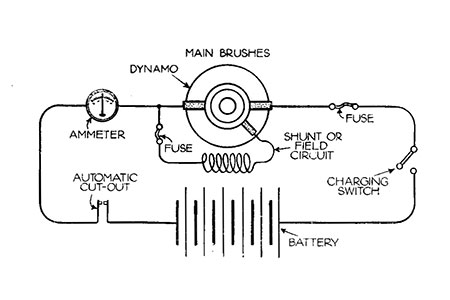 MAIN BRUSHES
DYNAMO
AMMETER
FUSE
SHUNT OR
FIELD
CIRCUIT
FUSE
AUTOMATIC
CUT-OUT
CHARGING
SWITCH
BATTERY